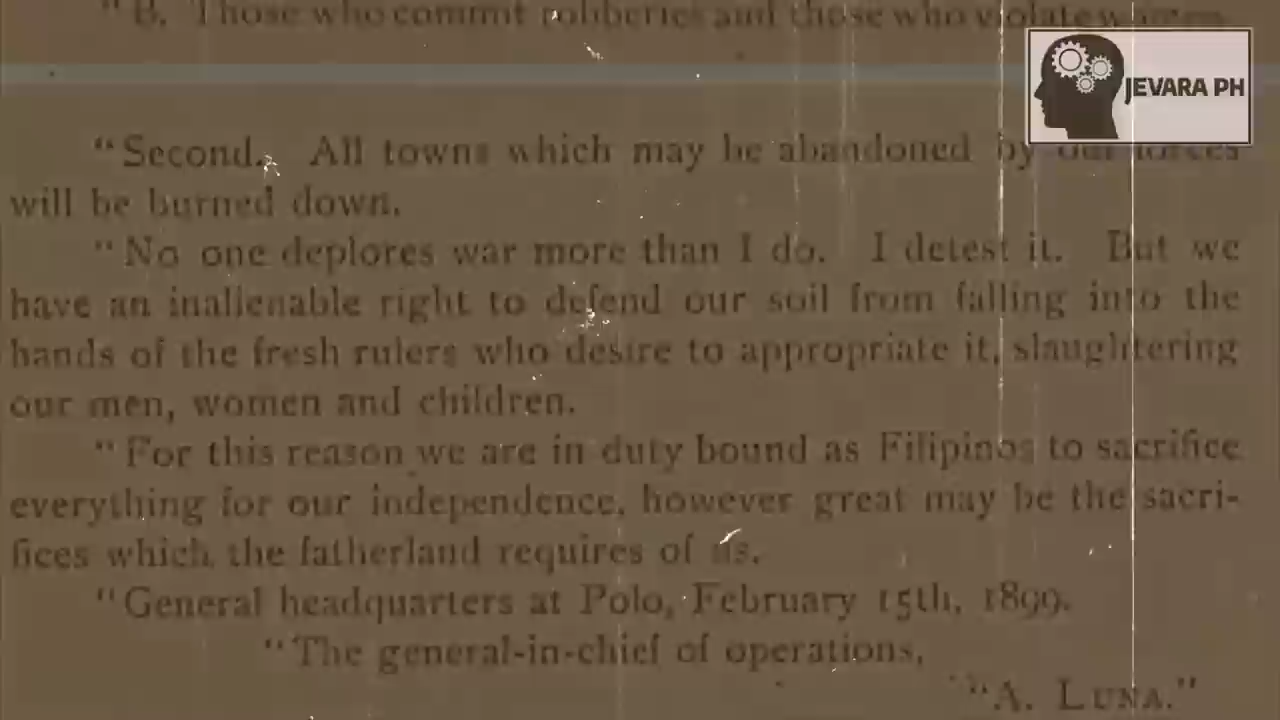 "B. Those who commit robberies and those who violate women
JEVARA PH
"Second. All towns which may be abandoned by our forces
will be burned down.
"No one deplores war more than I do. I detest it. But we
have an inalienable right to defend our soil from falling into the
hands of the fresh rulers who desire to appropriate it, slaughtering
our men, women and children.
"For this reason we are in duty bound as Filipinos to sacrifice
everything for our independence, however great may be the sacri-
fices which the fatherland requires of us.
"General headquarters at Polo, February 15th, 1899.
"The general-in-chief of operations,
"A. LUNA."